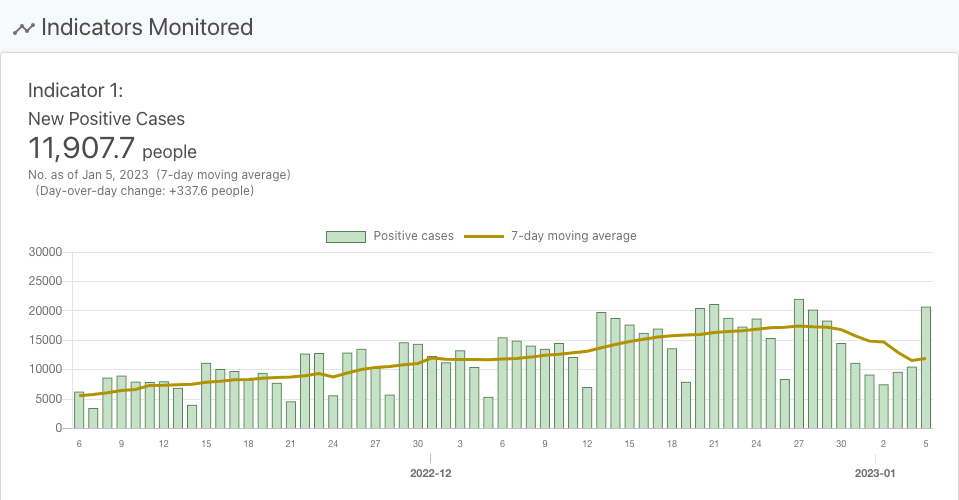 Indicators Monitored
Indicator 1:
New Positive Cases
11,907.7 people
No. as of Jan 5, 2023 (7-day moving average)
(Day-over-day change: +337.6 people)
Positive cases 7-day moving average
30000
25000
20000
15000
10000
5000
0
6 9 12 15 18 21 24 27 30 3 6 9 12 15 18 21 24 27 30 2 5
2022-12 2023-01